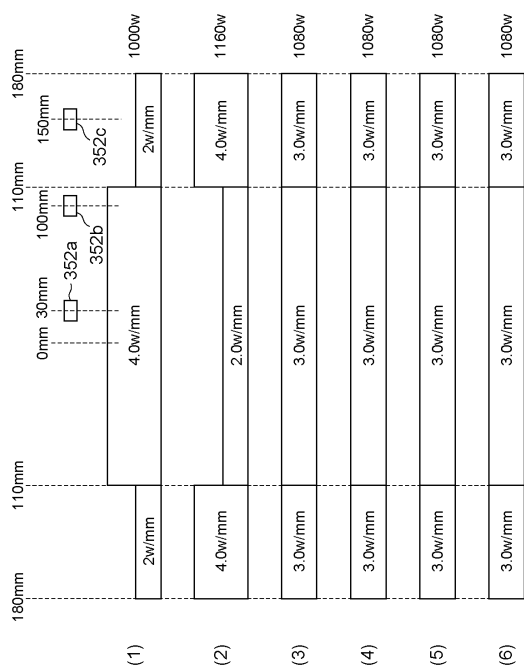 180mm 110mm 0mm 30mm 100mm 110mm 150mm 180mm
352a
352b
352c
(1) 2w/mm 4.0w/mm 2w/mm 1000w
(2) 4.0w/mm 2.0w/mm 4.0w/mm 1160w
(3) 3.0w/mm 3.0w/mm 3.0w/mm 1080w
(4) 3.0w/mm 3.0w/mm 3.0w/mm 1080w
(5) 3.0w/mm 3.0w/mm 3.0w/mm 1080w
(6) 3.0w/mm 3.0w/mm 3.0w/mm 1080w